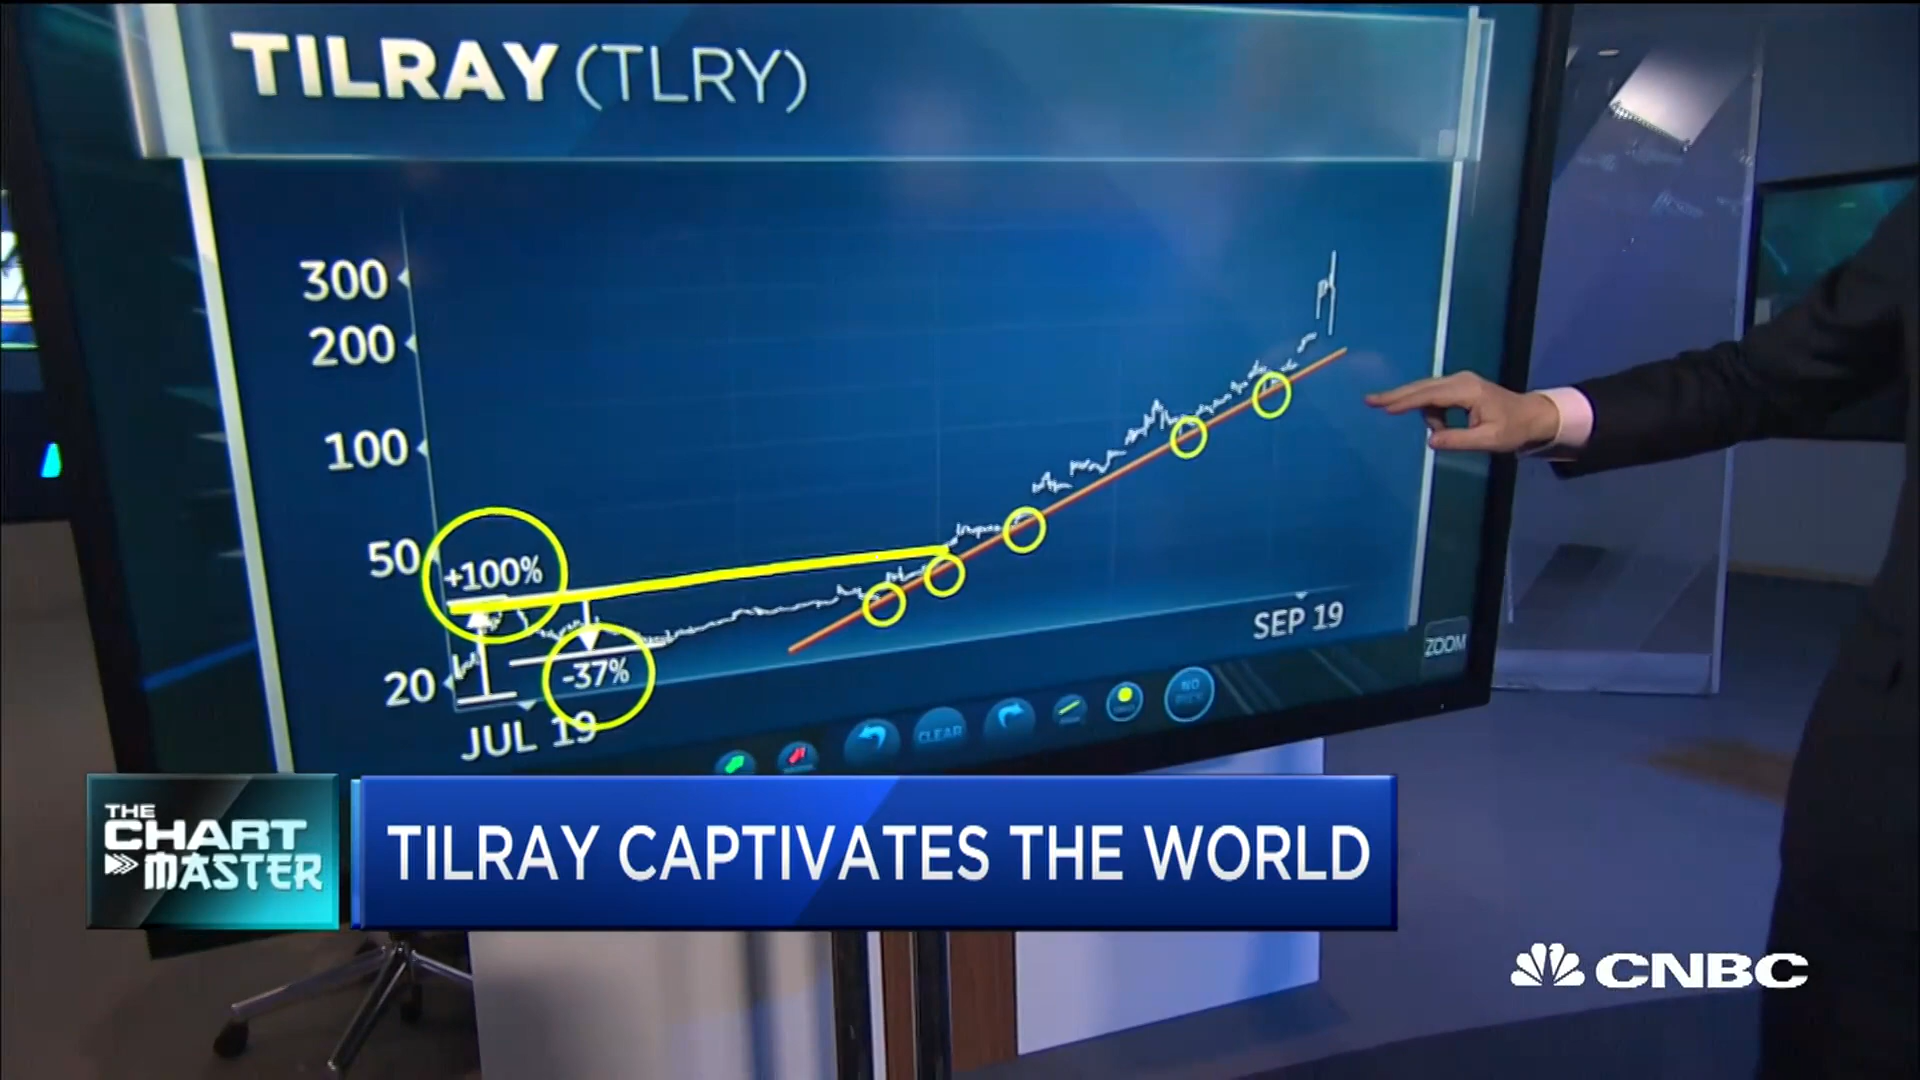 TILRAY (TLRY)
300
200
100
50
20
+100%
-37%
JUL 19
SEP 19
ZOOM
CLEAR
THE
CHART
MASTER
TILRAY CAPTIVATES THE WORLD
CNBC